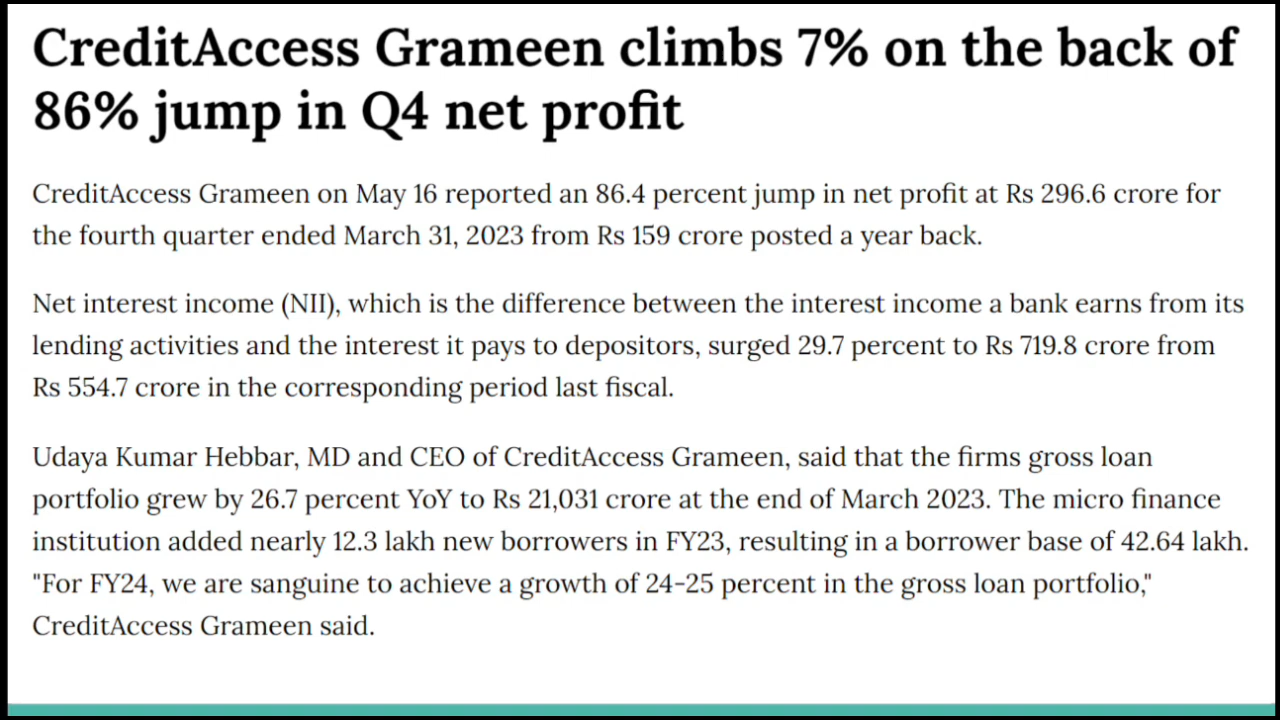 CreditAccess Grameen climbs 7% on the back of
86% jump in Q4 net profit
CreditAccess Grameen on May 16 reported an 86.4 percent jump in net profit at Rs 296.6 crore for
the fourth quarter ended March 31, 2023 from Rs 159 crore posted a year back.
Net interest income (NII), which is the difference between the interest income a bank earns from its
lending activities and the interest it pays to depositors, surged 29.7 percent to Rs 719.8 crore from
Rs 554.7 crore in the corresponding period last fiscal.
Udaya Kumar Hebbar, MD and CEO of CreditAccess Grameen, said that the firms gross loan
portfolio grew by 26.7 percent YoY to Rs 21,031 crore at the end of March 2023. The micro finance
institution added nearly 12.3 lakh new borrowers in FY23, resulting in a borrower base of 42.64 lakh.
"For FY24, we are sanguine to achieve a growth of 24-25 percent in the gross loan portfolio,"
CreditAccess Grameen said.